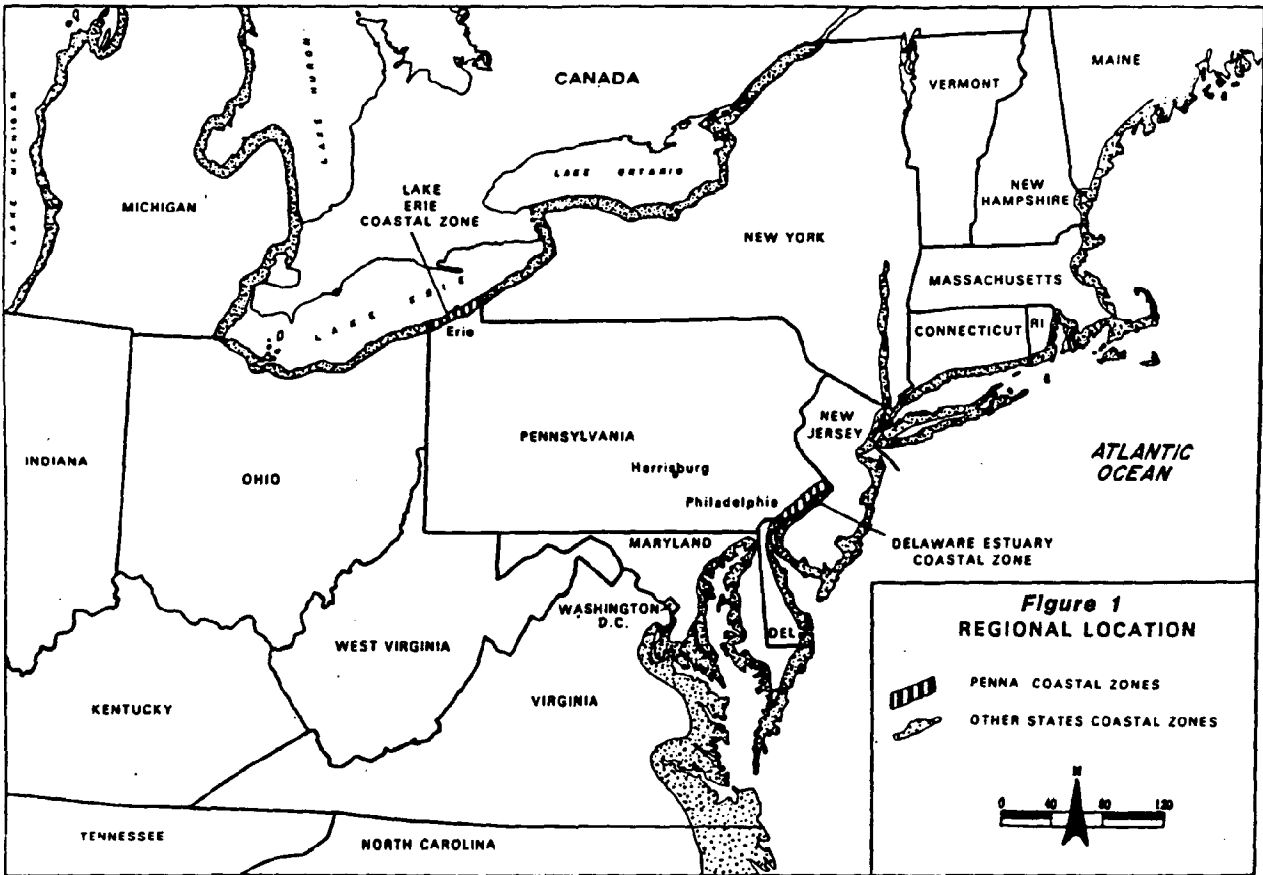 CANADA
MAINE
VERMONT
LAKE HURON
LAKE MICHIGAN
LAKE ONTARIO
LAKE
ERIE
COASTAL ZONE
MICHIGAN
NEW
HAMPSHIRE
NEW YORK
MASSACHUSETTS
LAKE ERIE
CONNECTICUT
RI
Erie
NEW
JERSEY
PENNSYLVANIA
ATLANTIC
OCEAN
INDIANA
OHIO
Harrisburg
Philadelphia
MARYLAND
DELAWARE ESTUARY
COASTAL ZONE
WASHINGTON
D.C.
DEL
WEST VIRGINIA
VIRGINIA
KENTUCKY
TENNESSEE
NORTH CAROLINA
Figure 1
REGIONAL LOCATION
PENNA COASTAL ZONES
OTHER STATES COASTAL ZONES
N
0 40 80 120